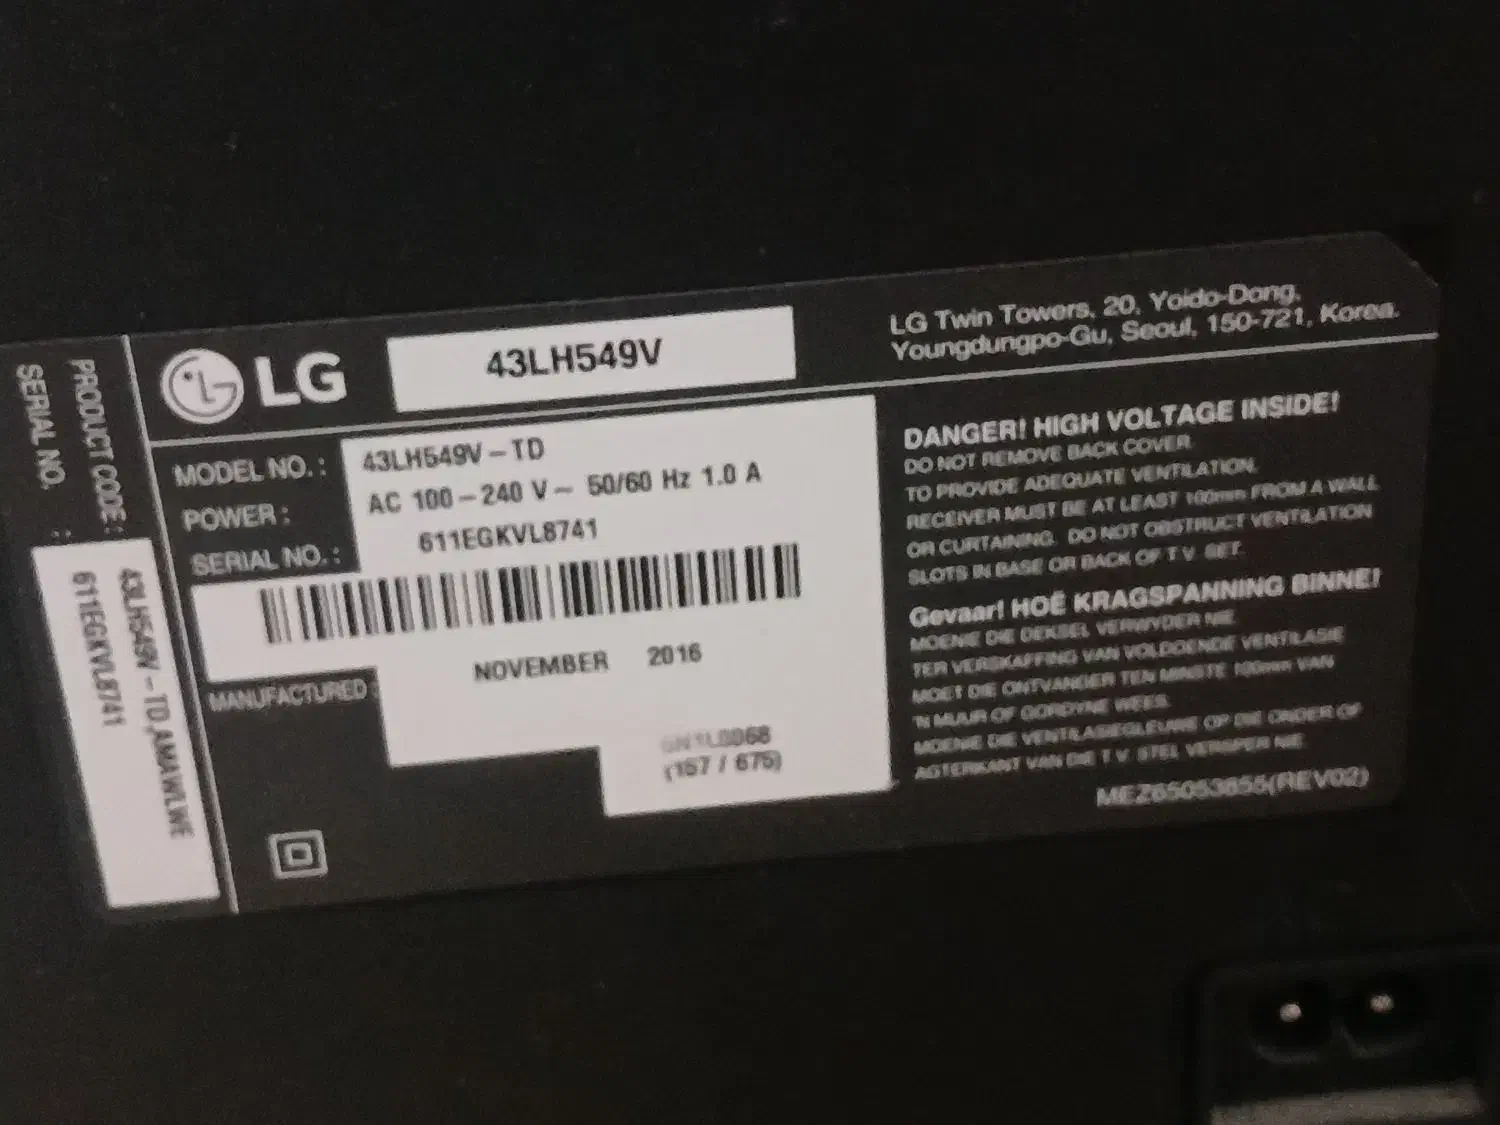 PRODUCT CODE :
SERIAL NO. :
43LH549V - TD.AMAWLWE
611EGKVL8741
LG
43LH549V
LG Twin Towers, 20, Yoido-Dong,
Youngdungpo-Gu, Seoul, 150-721, Korea.
MODEL NO. : 43LH549V - TD
POWER : AC 100 - 240 V ~ 50/60 Hz 1.0 A
SERIAL NO. : 611EGKVL8741
MANUFACTURED : NOVEMBER 2016
(157 / 675)
DANGER! HIGH VOLTAGE INSIDE!
DO NOT REMOVE BACK COVER.
TO PROVIDE ADEQUATE VENTILATION,
RECEIVER MUST BE AT LEAST 100mm FROM A WALL
OR CURTAINING. DO NOT OBSTRUCT VENTILATION
SLOTS IN BASE OR BACK OF T.V. SET.
Gevaar! HOË KRAGSPANNING BINNE!
MOENIE DIE DEKSEL VERWYDER NIE
TER VERSKAFFING VAN VOLDOENDE VENTILASIE
MOET DIE ONTVANGER TEN MINSTE 100mm VAN
'N MUUR OF GORDYNE WEES.
MOENIE DIE VENTILASIEGLEUWE OP DIE ONDER OF
AGTERKANT VAN DIE T.V. STEL VERSPER NIE
MEZ65053855(REV02)